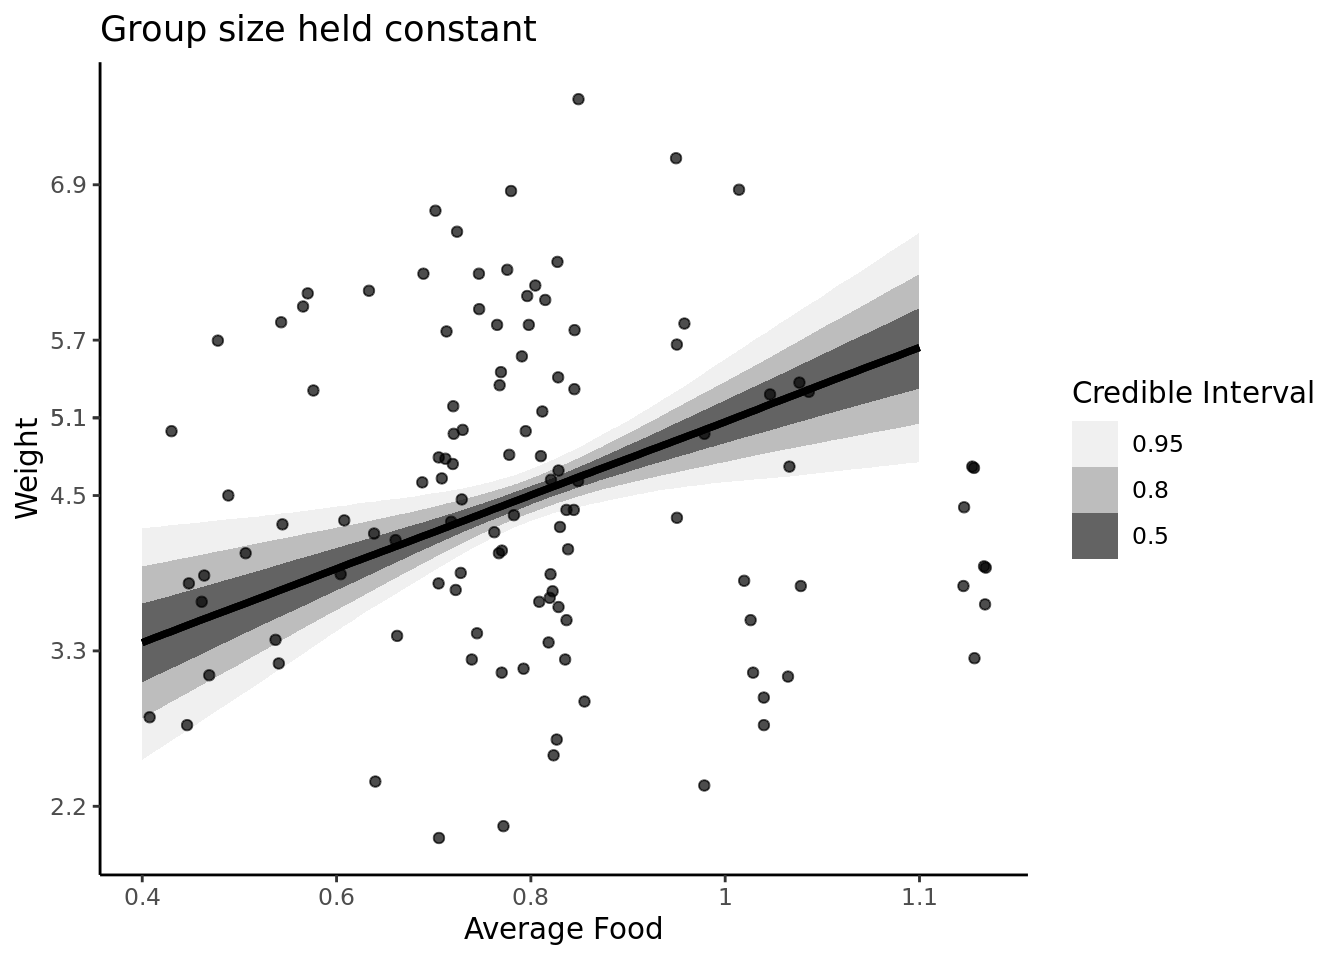 Group size held constant
Weight
6.9
5.7
5.1
4.5
3.3
2.2
0.4 0.6 0.8 1 1.1
Average Food
Credible Interval
0.95
0.8
0.5